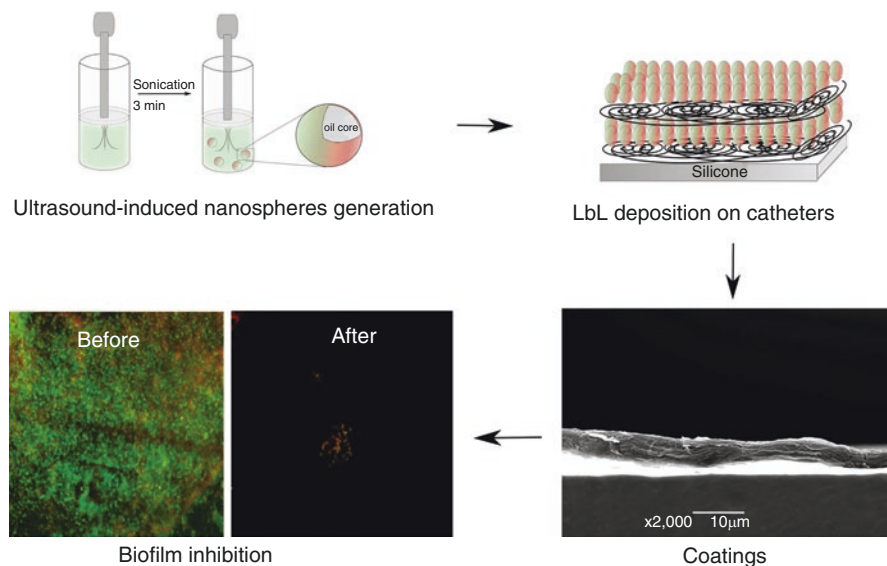 Sonication
3 min
oil core
Ultrasound-induced nanospheres generation
Silicone
LbL deposition on catheters
Before
After
Biofilm inhibition
x2,000 10µm
Coatings